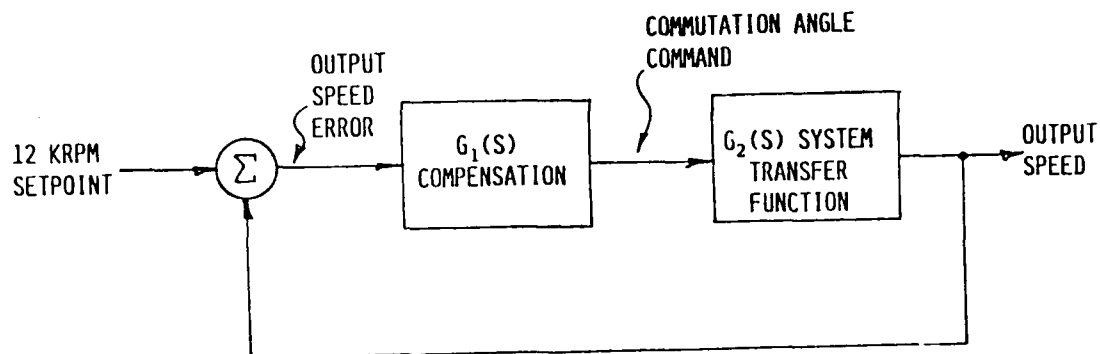 COMMUTATION ANGLE
COMMAND
OUTPUT
SPEED
ERROR
12 KRPM
SETPOINT
Σ
G₁(S)
COMPENSATION
G₂(S) SYSTEM
TRANSFER
FUNCTION
OUTPUT
SPEED